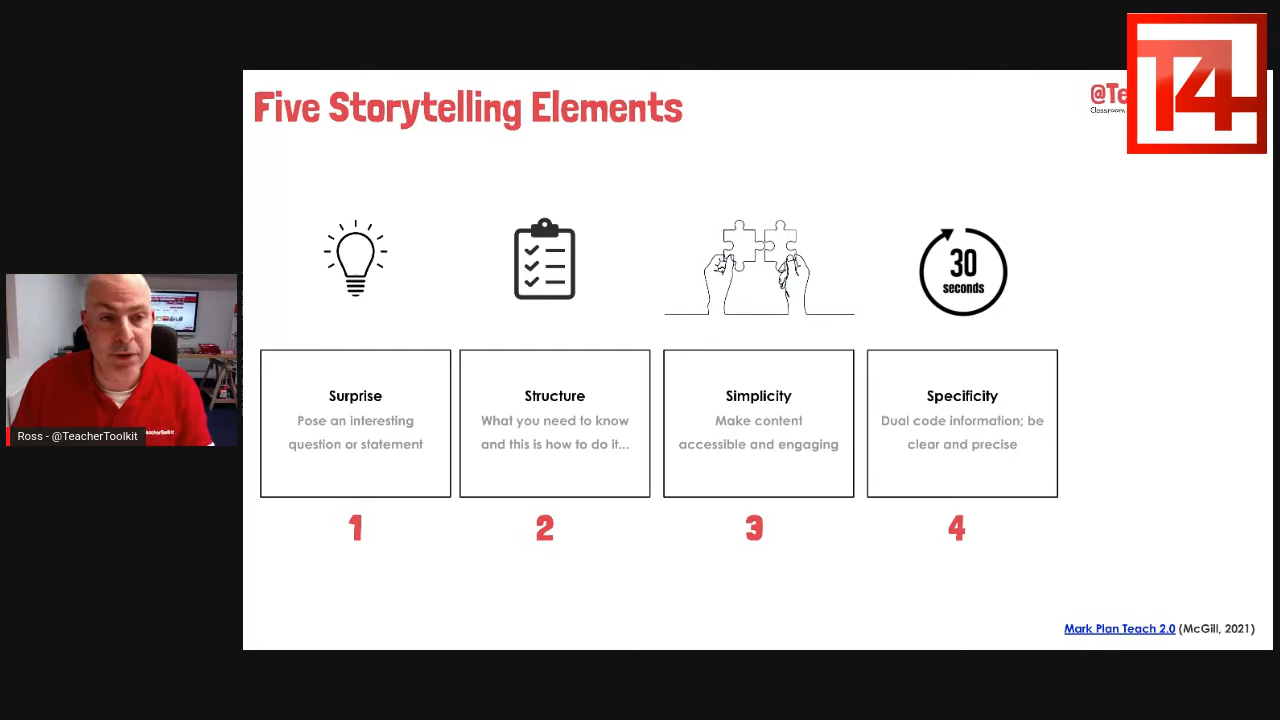 Five Storytelling Elements
@Te
Classroom
T4
30
seconds
Surprise
Pose an interesting
question or statement
Structure
What you need to know
and this is how to do it...
Simplicity
Make content
accessible and engaging
Specificity
Dual code information; be
clear and precise
1
2
3
4
Ross - @TeacherToolkit
Mark Plan Teach 2.0 (McGill, 2021)